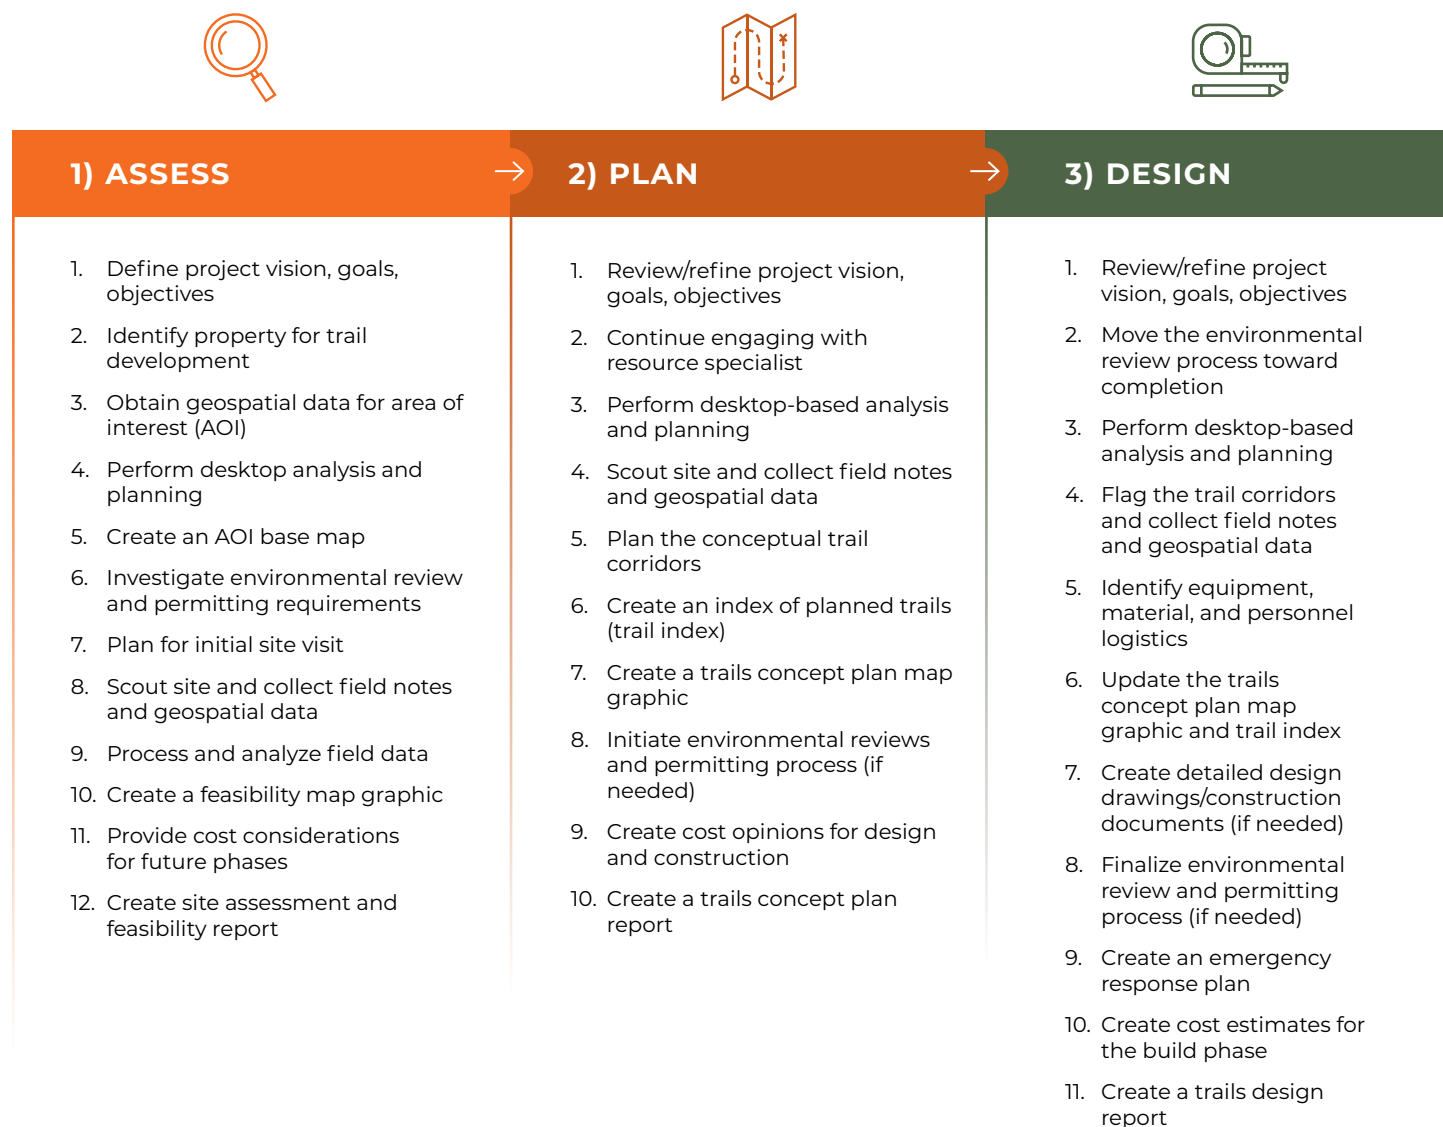 1) ASSESS
1. Define project vision, goals,
objectives
2. Identify property for trail
development
3. Obtain geospatial data for area of
interest (AOI)
4. Perform desktop analysis and
planning
5. Create an AOI base map
6. Investigate environmental review
and permitting requirements
7. Plan for initial site visit
8. Scout site and collect field notes
and geospatial data
9. Process and analyze field data
10. Create a feasibility map graphic
11. Provide cost considerations
for future phases
12. Create site assessment and
feasibility report
2) PLAN
1. Review/refine project vision,
goals, objectives
2. Continue engaging with
resource specialist
3. Perform desktop-based analysis
and planning
4. Scout site and collect field notes
and geospatial data
5. Plan the conceptual trail
corridors
6. Create an index of planned trails
(trail index)
7. Create a trails concept plan map
graphic
8. Initiate environmental reviews
and permitting process (if
needed)
9. Create cost opinions for design
and construction
10. Create a trails concept plan
report
3) DESIGN
1. Review/refine project
vision, goals, objectives
2. Move the environmental
review process toward
completion
3. Perform desktop-based
analysis and planning
4. Flag the trail corridors
and collect field notes
and geospatial data
5. Identify equipment,
material, and personnel
logistics
6. Update the trails
concept plan map
graphic and trail index
7. Create detailed design
drawings/construction
documents (if needed)
8. Finalize environmental
review and permitting
process (if needed)
9. Create an emergency
response plan
10. Create cost estimates for
the build phase
11. Create a trails design
report